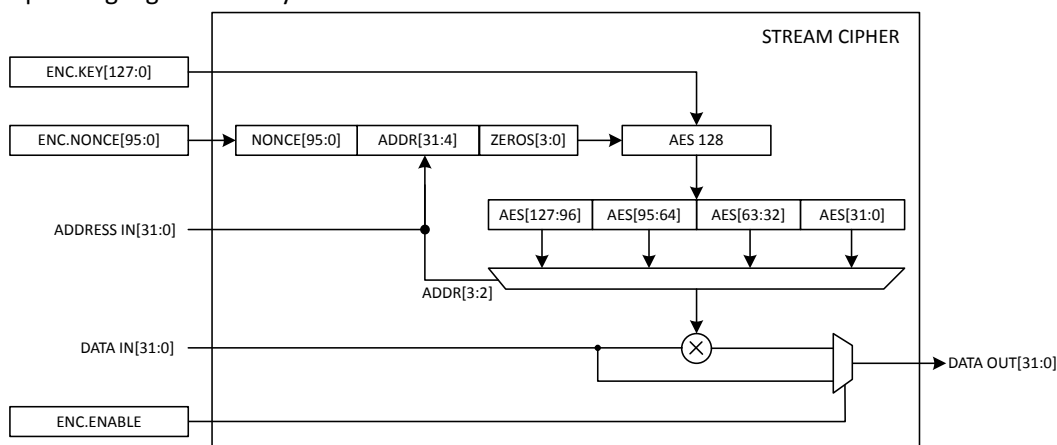 STREAM CIPHER
ENC.KEY[127:0]
ENC.NONCE[95:0] NONCE[95:0] ADDR[31:4] ZEROS[3:0] AES 128
AES[127:96] AES[95:64] AES[63:32] AES[31:0]
ADDRESS IN[31:0]
ADDR[3:2]
DATA IN[31:0]
DATA OUT[31:0]
ENC.ENABLE